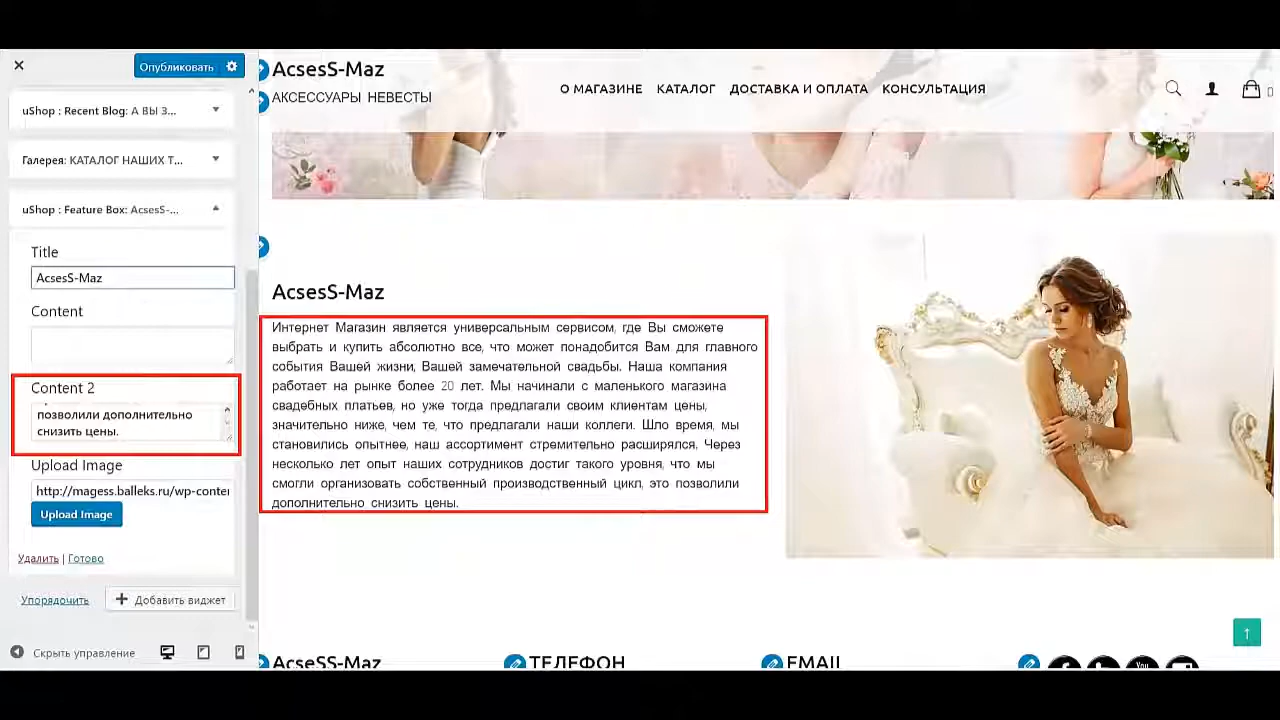 Опубликовать
uShop : Recent Blog: А ВЫ З...
Галерея: КАТАЛОГ НАШИХ Т...
uShop : Feature Box: AcsesS-...
Title
AcsesS-Maz
Content
Content 2
позволили дополнительно
снизить цены.
Upload Image
http://magess.balleks.ru/wp-conter
Upload Image
Удалить | Готово
Упорядочить
Добавить виджет
Скрыть управление
AcsesS-Maz
АКСЕССУАРЫ НЕВЕСТЫ
О МАГАЗИНЕ КАТАЛОГ ДОСТАВКА И ОПЛАТА КОНСУЛЬТАЦИЯ
0
AcsesS-Maz
Интернет Магазин является универсальным сервисом, где Вы сможете
выбрать и купить абсолютно все, что может понадобится Вам для главного
события Вашей жизни, Вашей замечательной свадьбы. Наша компания
работает на рынке более 20 лет. Мы начинали с маленького магазина
свадебных платьев, но уже тогда предлагали своим клиентам цены,
значительно ниже, чем те, что предлагали наши коллеги. Шло время, мы
становились опытнее, наш ассортимент стремительно расширялся. Через
несколько лет опыт наших сотрудников достиг такого уровня, что мы
смогли организовать собственный производственный цикл, это позволили
дополнительно снизить цены.
AcseSS-Maz
ТЕЛЕФОН
EMAIL
You